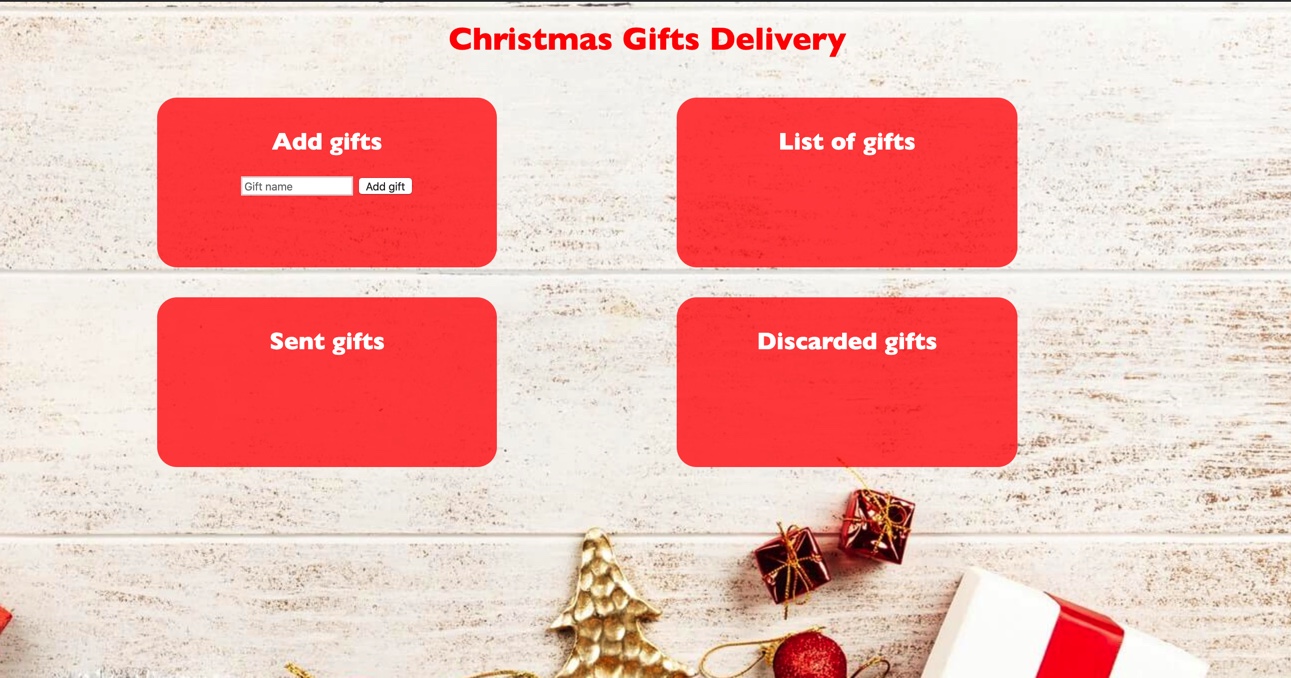 Christmas Gifts Delivery
Add gifts
Gift name
Add gift
List of gifts
Sent gifts
Discarded gifts